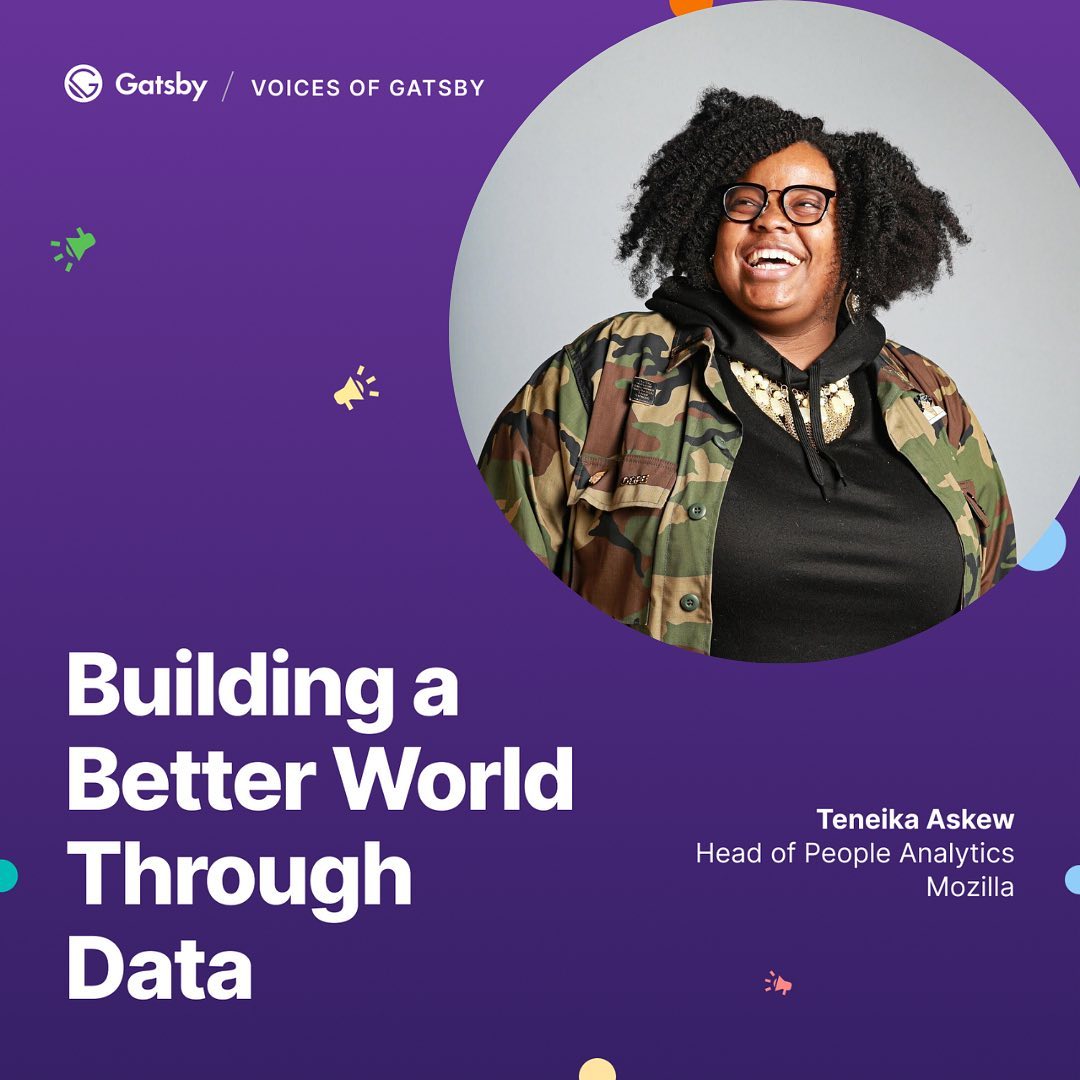 Gatsby / VOICES OF GATSBY
Building a
Better World
Through
Data
Teneika Askew
Head of People Analytics
Mozilla